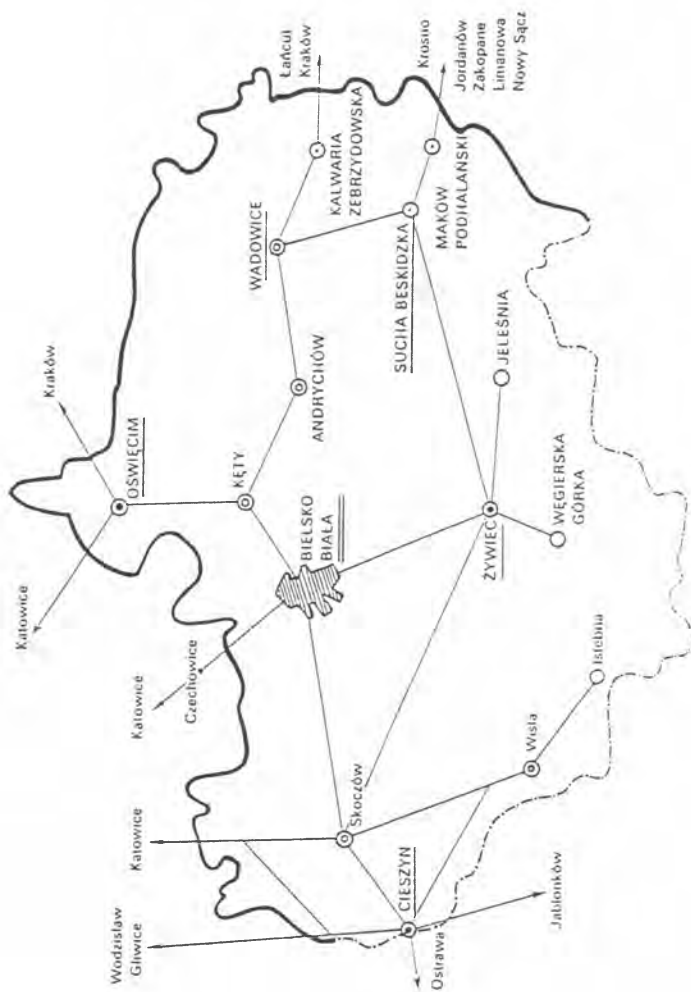 Łańcut
Kraków
Krosno
Jordanów
Zakopane
Limanowa
Nowy Sącz
KALWARIA
ZEBRZYDOWSKA
MAKÓW
PODHALAŃSKI
WADOWICE
SUCHA BESKIDZKA
Kraków
ANDRYCHÓW
JELEŚNIA
OŚWIĘCIM
KĘTY
BIELSKO
BIAŁA
ŻYWIEC
WĘGIERSKA
GÓRKA
Katowice
Katowice
Czechowice
Istebna
Wisła
Katowice
Skoczów
Wodzisław
Gliwice
CIESZYN
Jabłonków
Ostrawa